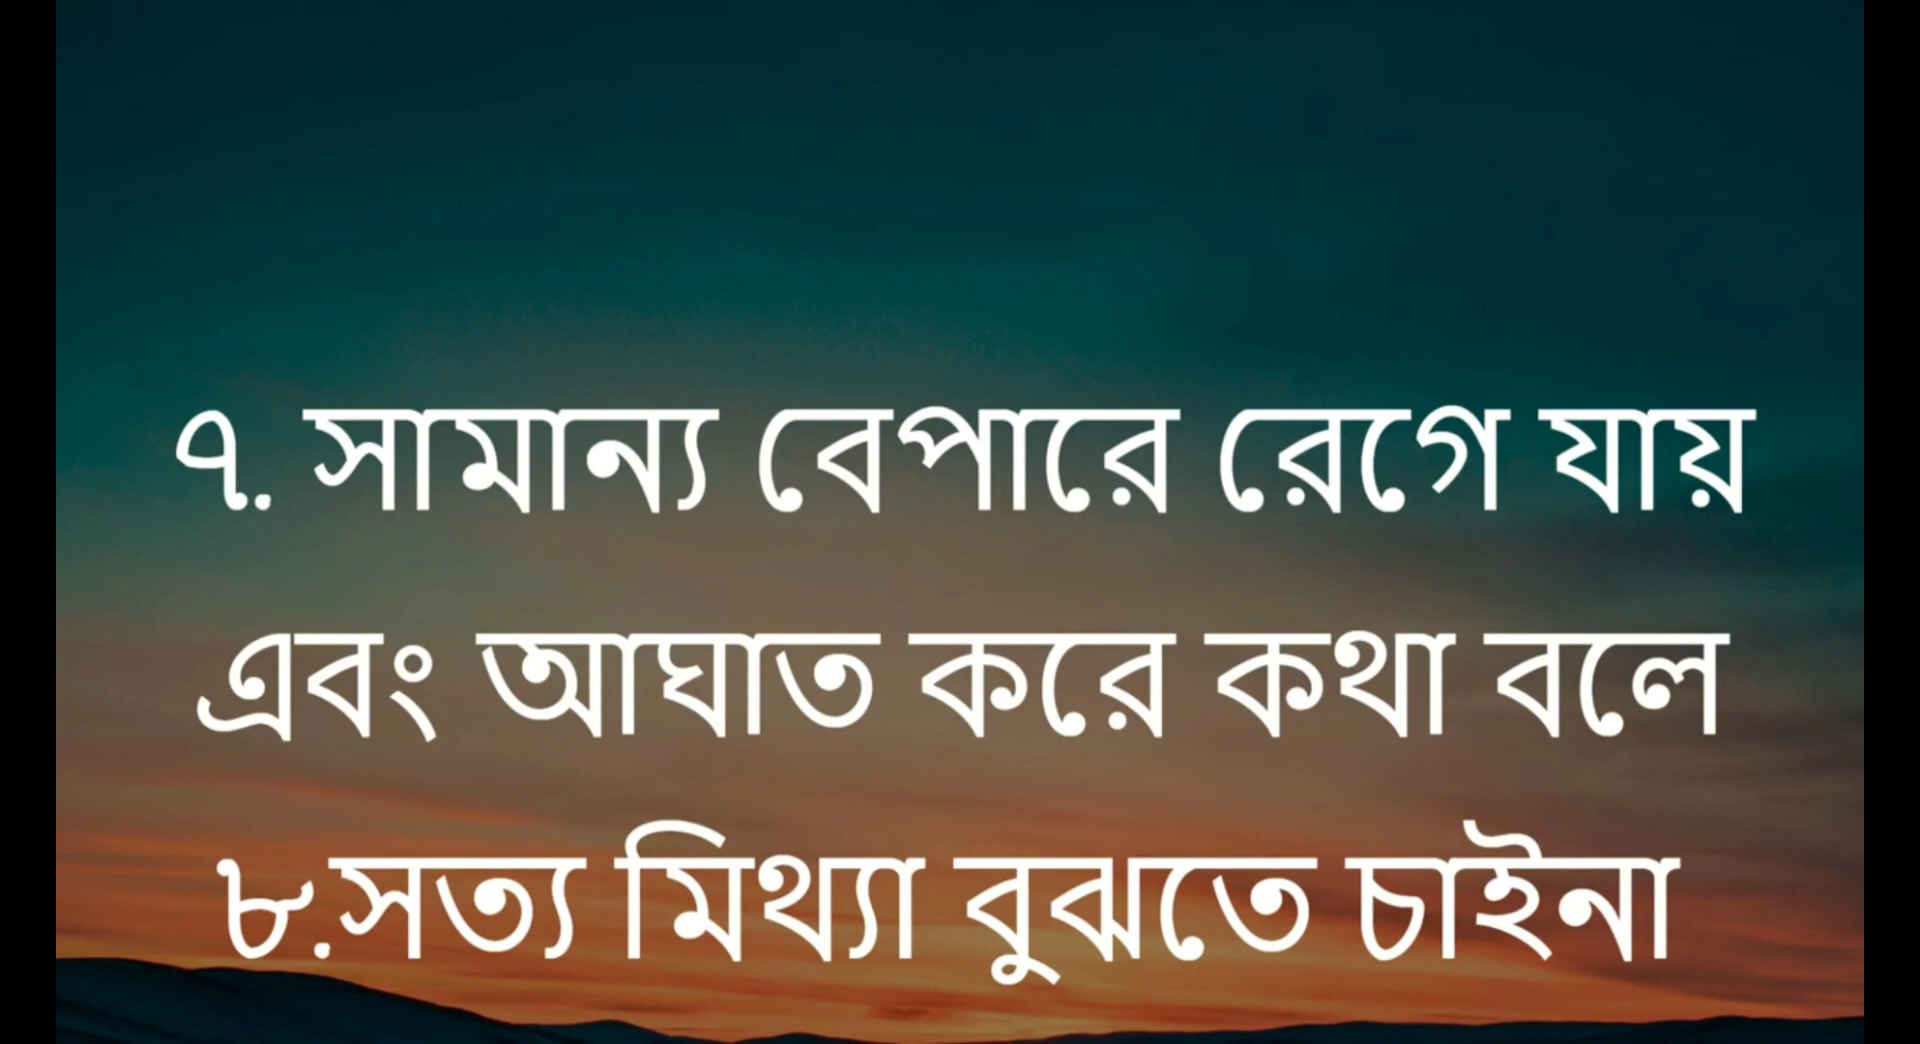 ৭. সামান্য বেপারে রেগে যায়
এবং আঘাত করে কথা বলে
৮.সত্য মিথ্যা বুঝতে চাইনা